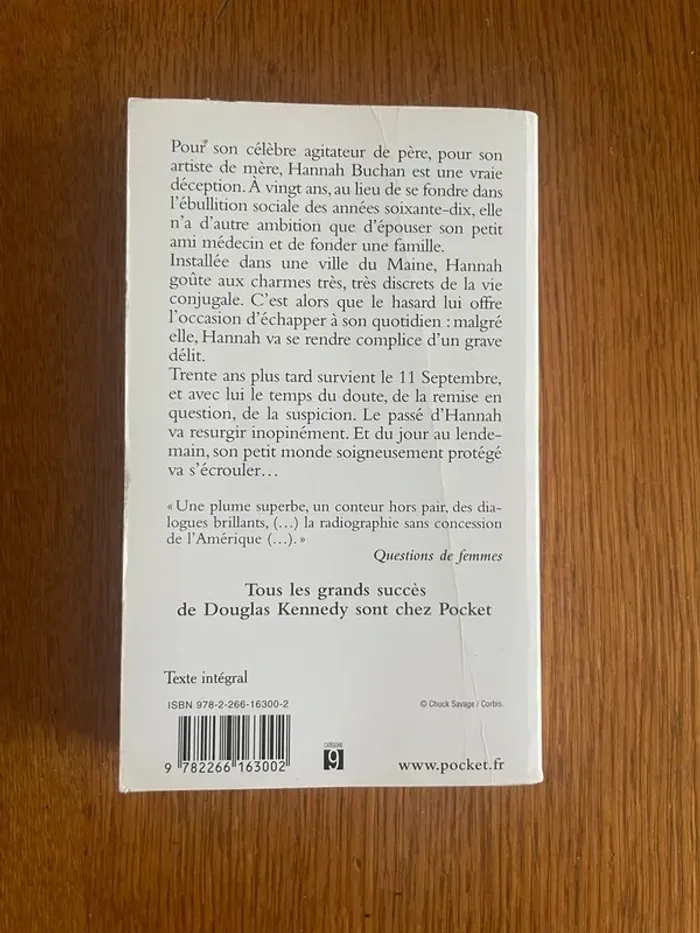 Pour son célèbre agitateur de père, pour son
artiste de mère, Hannah Buchan est une vraie
déception. À vingt ans, au lieu de se fondre dans
l'ébullition sociale des années soixante-dix, elle
n'a d'autre ambition que d'épouser son petit
ami médecin et de fonder une famille.
Installée dans une ville du Maine, Hannah
goûte aux charmes très, très discrets de la vie
conjugale. C'est alors que le hasard lui offre
l'occasion d'échapper à son quotidien : malgré
elle, Hannah va se rendre complice d'un grave
délit.
Trente ans plus tard survient le 11 Septembre,
et avec lui le temps du doute, de la remise en
question, de la suspicion. Le passé d'Hannah
va resurgir inopinément. Et du jour au lende-
main, son petit monde soigneusement protégé
va s'écrouler…
« Une plume superbe, un conteur hors pair, des dia-
logues brillants, (…) la radiographie sans concession
de l'Amérique (…). »
Questions de femmes
Tous les grands succès
de Douglas Kennedy sont chez Pocket
Texte intégral
ISBN 978-2-266-16300-2
© Chuck Savage / Corbis.
9 782266 163002
CATÉGORIE
9
www.pocket.fr